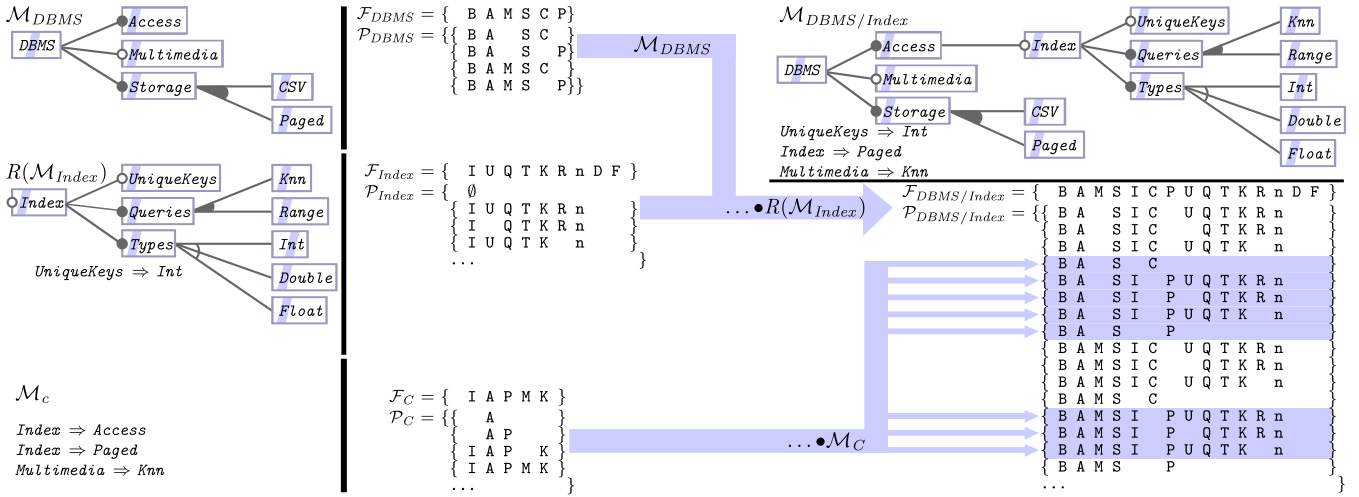 M_DBMS
DBMS
Access
Multimedia
Storage
CSV
Paged
R(M_Index)
Index
UniqueKeys
Queries
Types
Knn
Range
Int
Double
Float
UniqueKeys ⇒ Int
M_c
Index ⇒ Access
Index ⇒ Paged
Multimedia ⇒ Knn
F_DBMS = { B A M S C P}
P_DBMS = {{ B A S C }
{ B A S P}
{ B A M S C }
{ B A M S P}}
F_Index = { I U Q T K R n D F }
P_Index = { ∅
{ I U Q T K R n }
{ I Q T K R n }
{ I U Q T K n }
... }
F_C = { I A P M K }
P_C = {{ A }
{ A P }
{ I A P K }
{ I A P M K }
... }
M_DBMS
...●R(M_Index)
...●M_C
M_DBMS/Index
DBMS
Access
Multimedia
Storage
Index
CSV
Paged
UniqueKeys
Queries
Types
Knn
Range
Int
Double
Float
UniqueKeys ⇒ Int
Index ⇒ Paged
Multimedia ⇒ Knn
F_DBMS/Index = { B A M S I C P U Q T K R n D F }
P_DBMS/Index = {{ B A S I C U Q T K R n }
{ B A S I C Q T K R n }
{ B A S I C U Q T K n }
{ B A S C }
{ B A S I P U Q T K R n }
{ B A S I P Q T K R n }
{ B A S I P U Q T K n }
{ B A S P }
{ B A M S I C U Q T K R n }
{ B A M S I C Q T K R n }
{ B A M S I C U Q T K n }
{ B A M S C }
{ B A M S I P U Q T K R n }
{ B A M S I P Q T K R n }
{ B A M S I P U Q T K n }
{ B A M S P }
... }